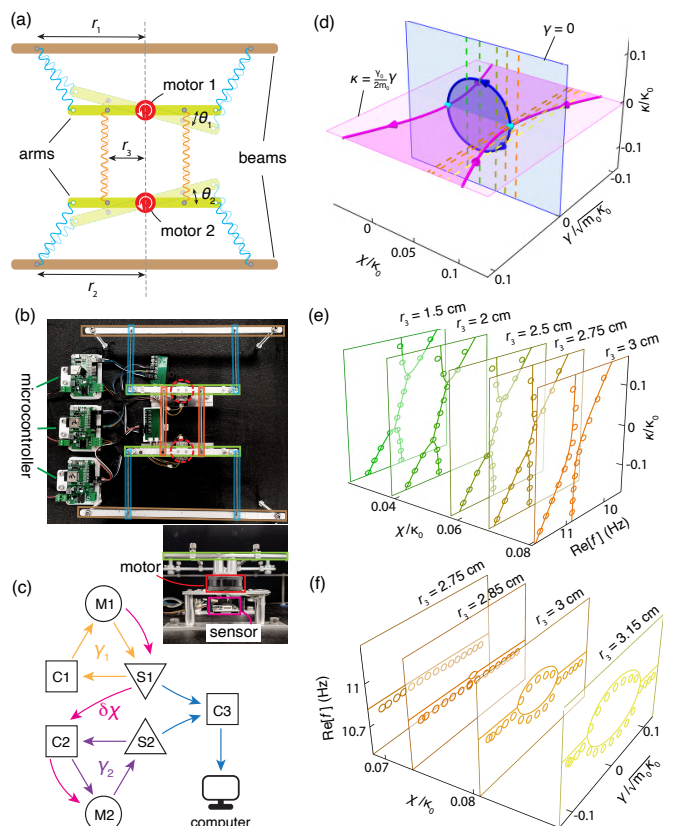 (a)
r₁
motor 1
θ₁
arms
r₃
beams
θ₂
motor 2
r₂
(b)
microcontroller
motor
sensor
(c)
M1
γ₁
C1
S1
δχ
C3
C2
S2
γ₂
M2
computer
(d)
γ=0
κ = γ₀/2m₀ γ
0.1
0
-0.1
κ/κ₀
0
0.05
0.1
χ/κ₀
0.1
γ/√m₀κ₀
(e)
r₃ = 1.5 cm
r₃ = 2 cm
r₃ = 2.5 cm
r₃ = 2.75 cm
r₃ = 3 cm
0.1
0
-0.1
κ/κ₀
0.04
0.06
0.08
χ/κ₀
11
10
Re[f] (Hz)
(f)
r₃ = 2.75 cm
r₃ = 2.85 cm
r₃ = 3 cm
r₃ = 3.15 cm
11
10.7
Re[f] (Hz)
0.07
0.08
χ/κ₀
-0.1
0
0.1
γ/√m₀κ₀